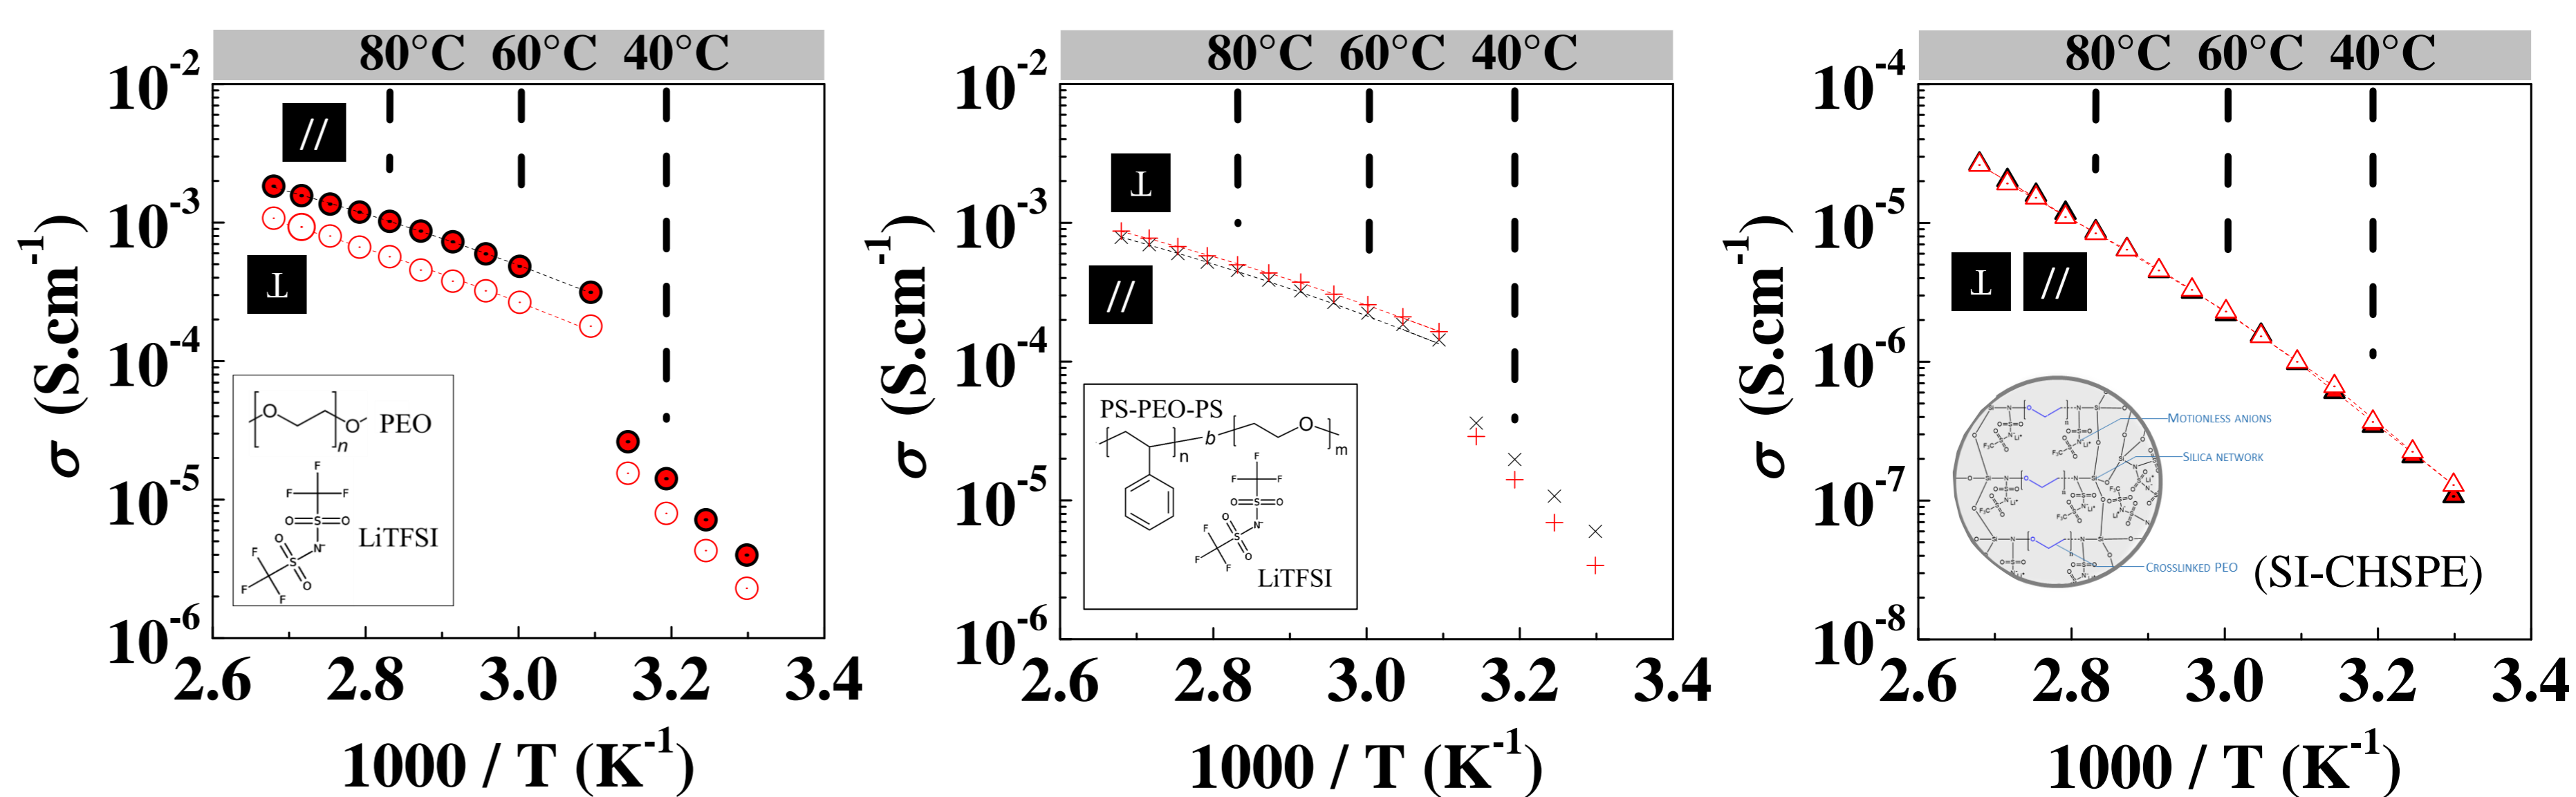 80°C 60°C 40°C
10-2
10-3
10-4
10-5
10-6
σ (S.cm-1)
//
⊥
PEO
n
LiTFSI
2.6 2.8 3.0 3.2 3.4
1000 / T (K-1)
80°C 60°C 40°C
10-2
10-3
10-4
10-5
10-6
σ (S.cm-1)
⊥
//
PS-PEO-PS
n b m
LiTFSI
2.6 2.8 3.0 3.2 3.4
1000 / T (K-1)
80°C 60°C 40°C
10-4
10-5
10-6
10-7
10-8
σ (S.cm-1)
⊥ //
MOTIONLESS ANIONS
SILICA NETWORK
CROSSLINKED PEO
(SI-CHSPE)
2.6 2.8 3.0 3.2 3.4
1000 / T (K-1)